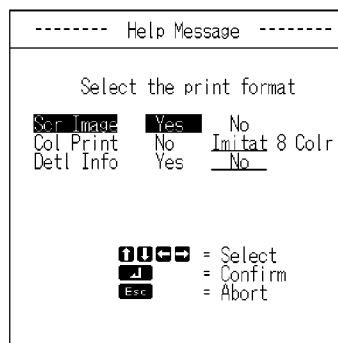 -------- Help Message --------
Select the print format
Scr Image Yes No
Col Print No Imitat 8 Colr
Detl Info Yes No
↑ ↓ ← → = Select
↵ = Confirm
Esc = Abort